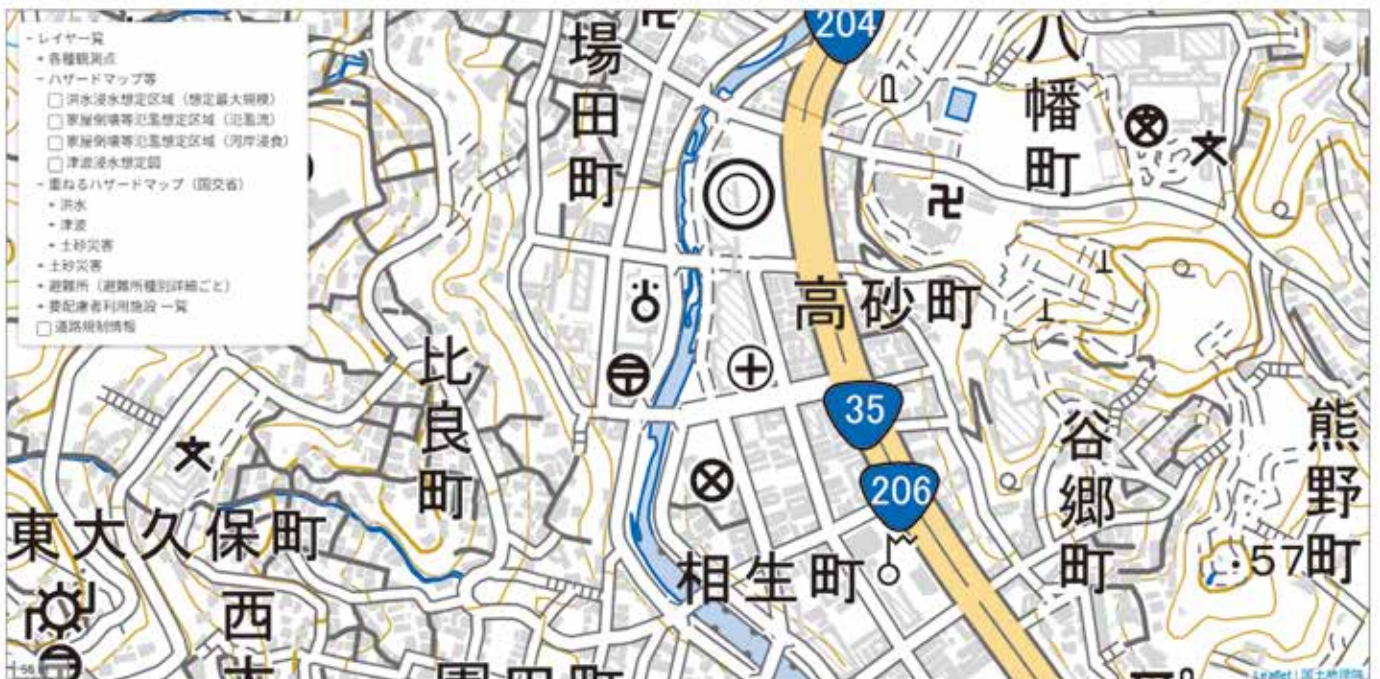 - レイヤー覧
+ 各種観測点
- ハザードマップ等
洪水浸水想定区域（想定最大規模）
家屋倒壊等氾濫想定区域（氾濫流）
家屋倒壊等氾濫想定区域（河岸浸食）
津波浸水想定図
- 重ねるハザードマップ（国交省）
+ 洪水
+ 津波
+ 土砂災害
+ 土砂災害
+ 避難所（避難所種別詳細ごと）
+ 要配慮者利用施設 一覧
道路規制情報
204
場田町
八幡町
高砂町
比良町
35
206
谷郷町
熊野町
東大久保町
相生町
57
西
Leaflet | 国土地理院